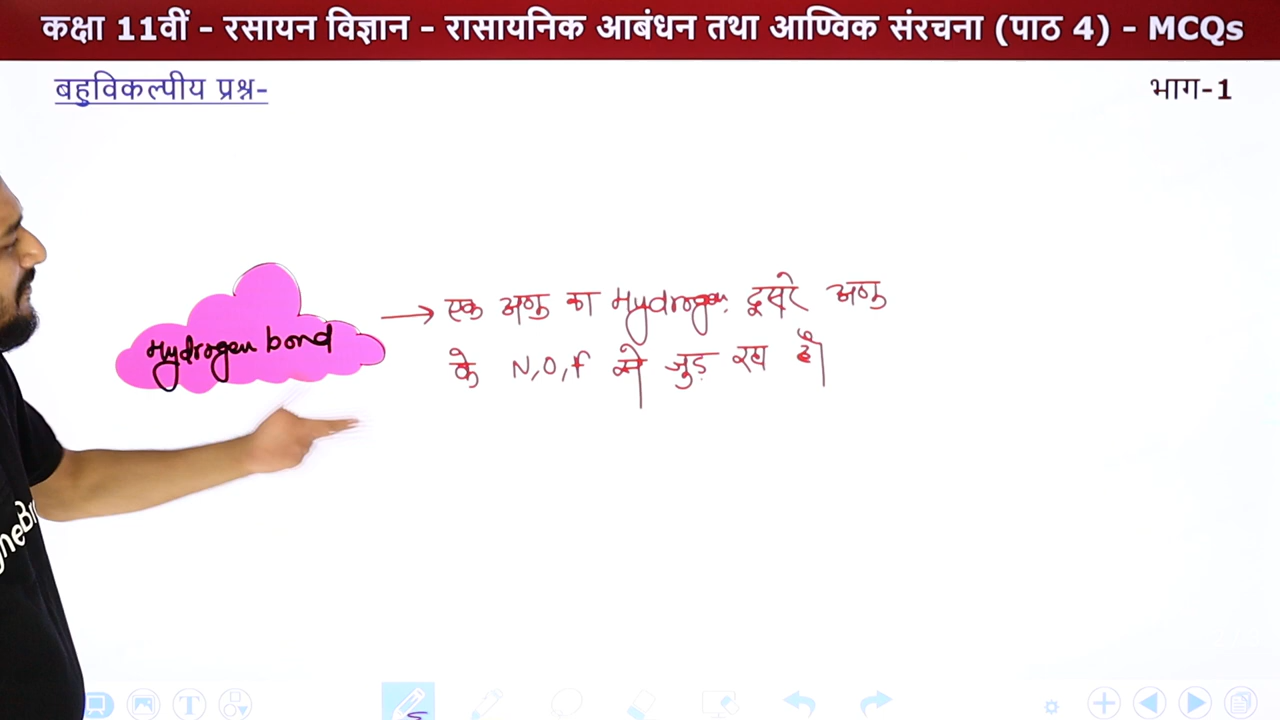 कक्षा 11वीं - रसायन विज्ञान - रासायनिक आबंधन तथा आण्विक संरचना (पाठ 4) - MCQs
बहुविकल्पीय प्रश्न-
भाग-1
Hydrogen bond
→ एक अणु का Hydrogen दूसरे अणु
के N, O, F से जुड़ रहा है।